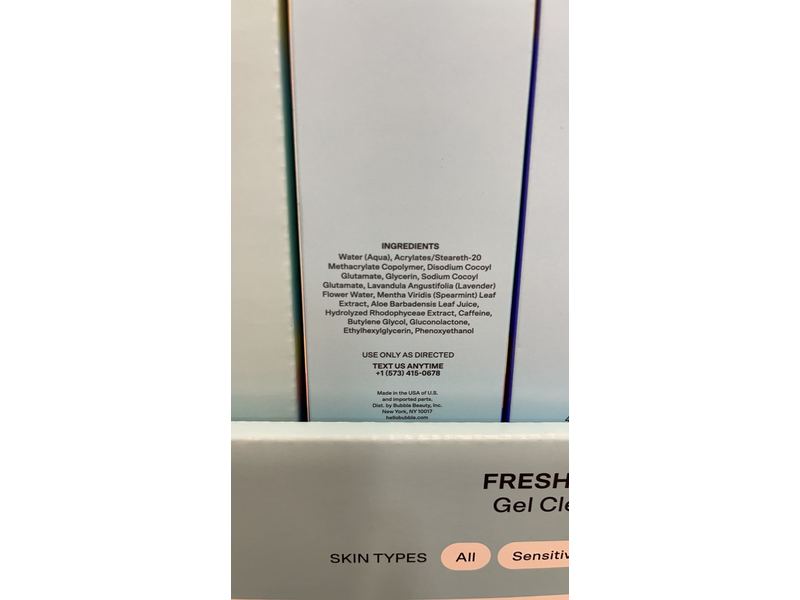 INGREDIENTS
Water (Aqua), Acrylates/Steareth-20
Methacrylate Copolymer, Disodium Cocoyl
Glutamate, Glycerin, Sodium Cocoyl
Glutamate, Lavandula Angustifolia (Lavender)
Flower Water, Mentha Viridis (Spearmint) Leaf
Extract, Aloe Barbadensis Leaf Juice,
Hydrolyzed Rhodophyceae Extract, Caffeine,
Butylene Glycol, Gluconolactone,
Ethylhexylglycerin, Phenoxyethanol
USE ONLY AS DIRECTED
TEXT US ANYTIME
+1 (573) 415-0678
Made in the USA of U.S.
and imported parts.
Dist. by Bubble Beauty, Inc.
New York, NY 10017
hellobubble.com
FRESH
Gel Cle
SKIN TYPES All Sensitiv